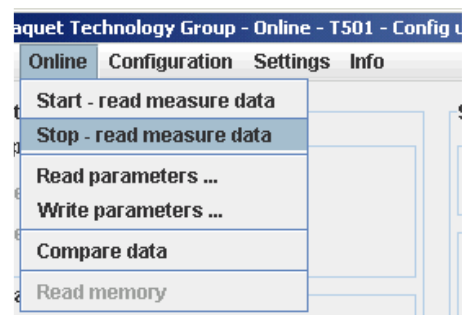 aquet Technology Group - Online - T501 - Config
Online Configuration Settings Info
Start - read measure data
Stop - read measure data
Read parameters ...
Write parameters ...
Compare data
Read memory